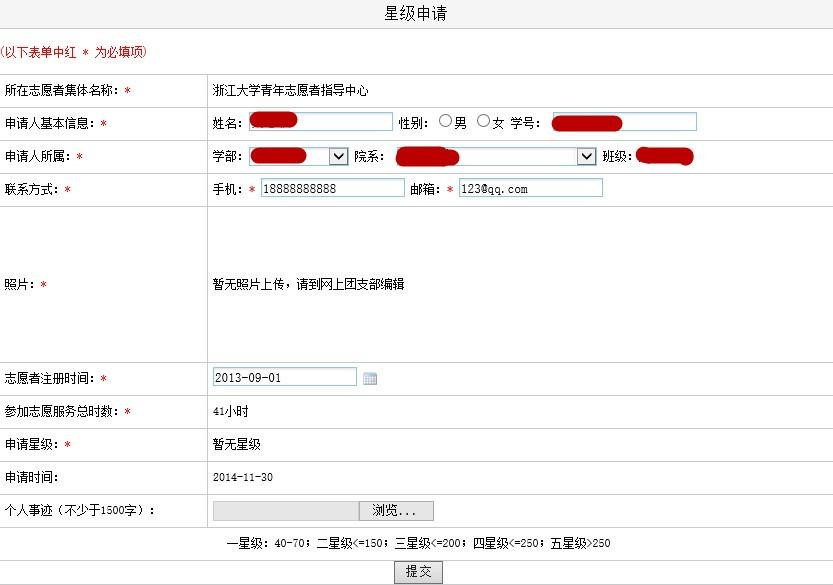 星级申请
(以下表单中红 * 为必填项)
所在志愿者集体名称：* 浙江大学青年志愿者指导中心
申请人基本信息：* 姓名： 性别： 男 女 学号：
申请人所属：* 学部： 院系： 班级：
联系方式：* 手机：* 18888888888 邮箱：* 123@qq.com
照片：* 暂无照片上传，请到网上团支部编辑
志愿者注册时间：* 2013-09-01
参加志愿服务总时数：* 41小时
申请星级：* 暂无星级
申请时间： 2014-11-30
个人事迹（不少于1500字）： 浏览...
一星级：40-70；二星级<=150；三星级<=200；四星级<=250；五星级>250
提交